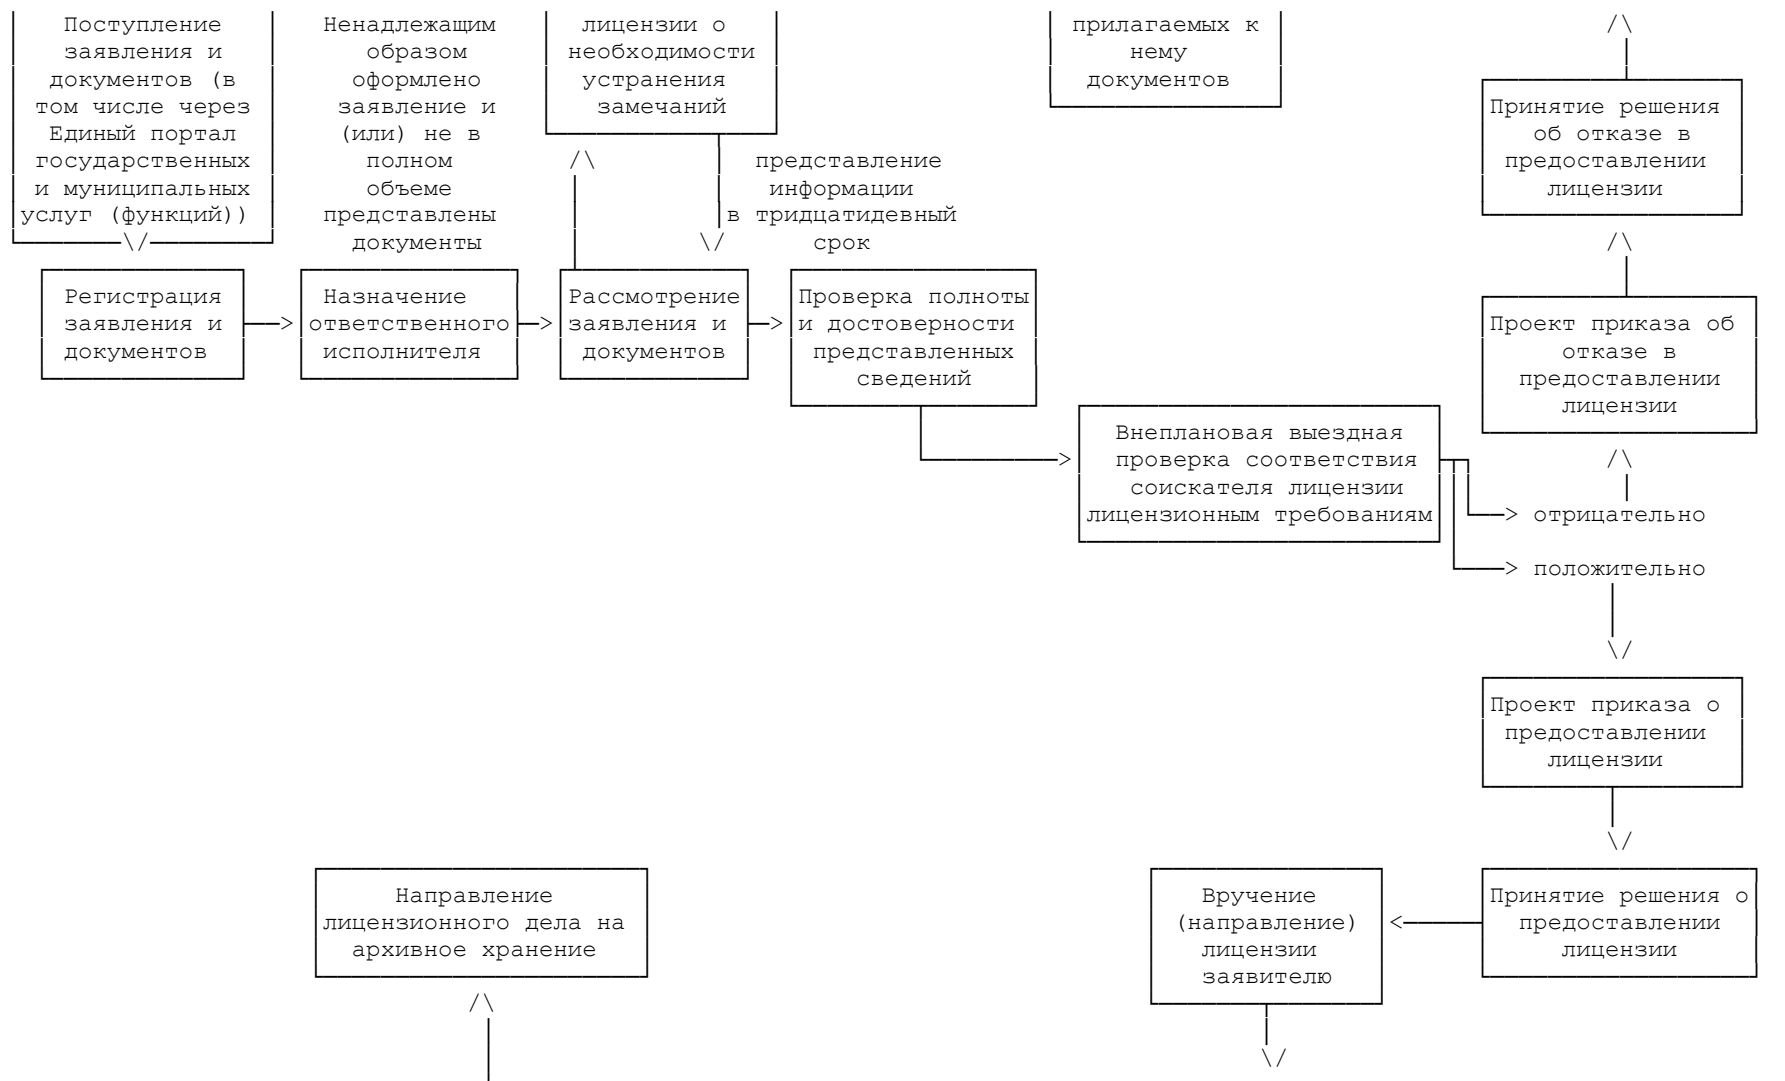 Поступление
заявления и
документов (в
том числе через
Единый портал
государственных
и муниципальных
услуг (функций))
Ненадлежащим
образом
оформлено
заявление и
(или) не в
полном
объеме
представлены
документы
лицензии о
необходимости
устранения
замечаний
представление
информации
в тридцатидевный
срок
прилагаемых к
нему
документов
Принятие решения
об отказе в
предоставлении
лицензии
Регистрация
заявления и
документов
Назначение
ответственного
исполнителя
Рассмотрение
заявления и
документов
Проверка полноты
и достоверности
представленных
сведений
Проект приказа об
отказе в
предоставлении
лицензии
Внеплановая выездная
проверка соответствия
соискателя лицензии
лицензионным требованиям
отрицательно
положительно
Проект приказа о
предоставлении
лицензии
Направление
лицензионного дела на
архивное хранение
Вручение
(направление)
лицензии
заявителю
Принятие решения о
предоставлении
лицензии